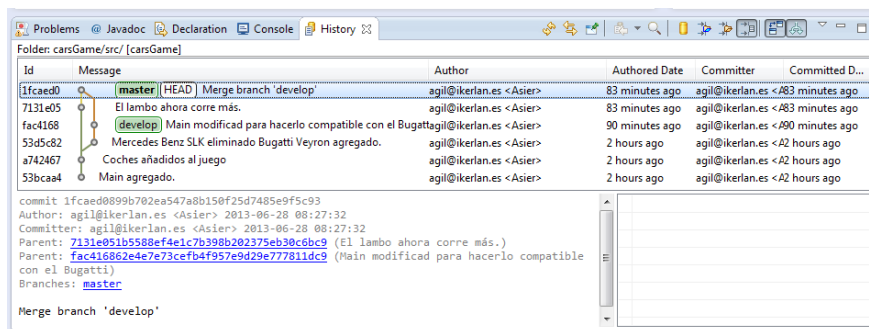 Problems @ Javadoc Declaration Console History
Folder: carsGame/src/ [carsGame]
Id Message Author Authored Date Committer Committed D...
1fcaed0 master HEAD Merge branch 'develop' agil@ikerlan.es <Asier> 83 minutes ago agil@ikerlan.es <A 83 minutes ago
7131e05 El lambo ahora corre más. agil@ikerlan.es <Asier> 83 minutes ago agil@ikerlan.es <A 83 minutes ago
fac4168 develop Main modificad para hacerlo compatible con el Bugatt agil@ikerlan.es <Asier> 90 minutes ago agil@ikerlan.es <A 90 minutes ago
53d5c82 Mercedes Benz SLK eliminado Bugatti Veyron agregado. agil@ikerlan.es <Asier> 2 hours ago agil@ikerlan.es <A 2 hours ago
a742467 Coches añadidos al juego agil@ikerlan.es <Asier> 2 hours ago agil@ikerlan.es <A 2 hours ago
53bcaa4 Main agregado. agil@ikerlan.es <Asier> 2 hours ago agil@ikerlan.es <A 2 hours ago
commit 1fcaed0899b702ea547a8b150f25d7485e9f5c93
Author: agil@ikerlan.es <Asier> 2013-06-28 08:27:32
Committer: agil@ikerlan.es <Asier> 2013-06-28 08:27:32
Parent: 7131e051b5588ef4e1c7b398b202375eb30c6bc9 (El lambo ahora corre más.)
Parent: fac416862e4e7e73cefb4f957e9d29e777811dc9 (Main modificad para hacerlo compatible
con el Bugatti)
Branches: master
Merge branch 'develop'